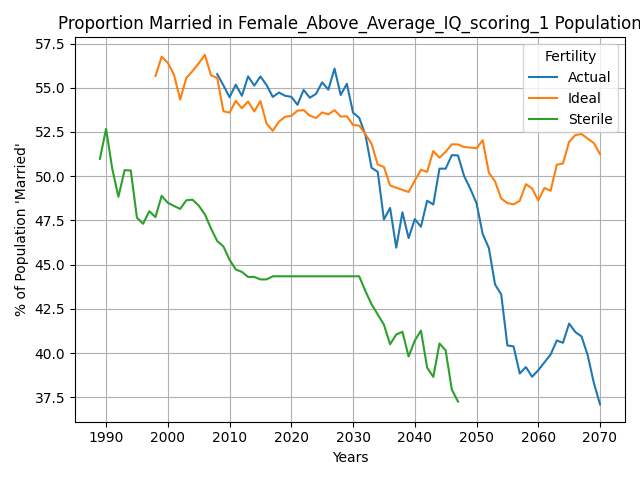 Proportion Married in Female_Above_Average_IQ_scoring_1 Population
% of Population 'Married'
57.5
55.0
52.5
50.0
47.5
45.0
42.5
40.0
37.5
Fertility
Actual
Ideal
Sterile
1990 2000 2010 2020 2030 2040 2050 2060 2070
Years